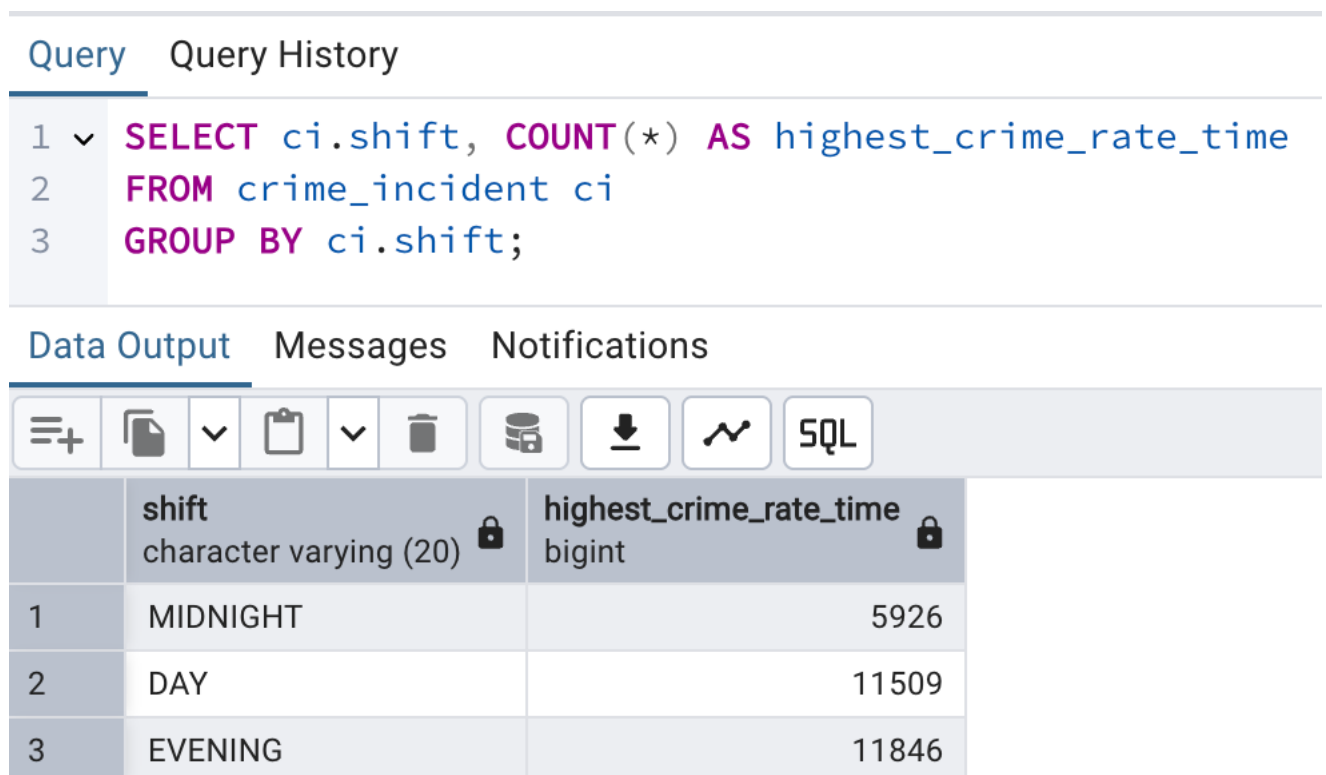 Query Query History
1 SELECT ci.shift, COUNT(*) AS highest_crime_rate_time
2 FROM crime_incident ci
3 GROUP BY ci.shift;
Data Output Messages Notifications
SQL
shift highest_crime_rate_time
character varying (20) bigint
1 MIDNIGHT 5926
2 DAY 11509
3 EVENING 11846